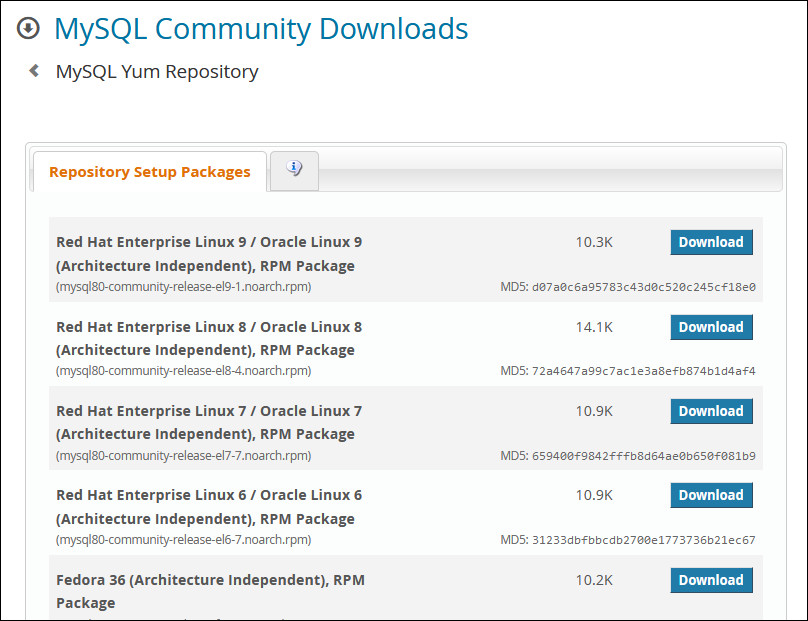 MySQL Community Downloads
MySQL Yum Repository
Repository Setup Packages
Red Hat Enterprise Linux 9 / Oracle Linux 9 10.3K Download
(Architecture Independent), RPM Package
(mysql80-community-release-el9-1.noarch.rpm) MD5: d07a0c6a95783c43d0c520c245cf18e0
Red Hat Enterprise Linux 8 / Oracle Linux 8 14.1K Download
(Architecture Independent), RPM Package
(mysql80-community-release-el8-4.noarch.rpm) MD5: 72a4647a99c7ac1e3a8efb874b1d4af4
Red Hat Enterprise Linux 7 / Oracle Linux 7 10.9K Download
(Architecture Independent), RPM Package
(mysql80-community-release-el7-7.noarch.rpm) MD5: 659400f9842fffb8d64ae0b650f081b9
Red Hat Enterprise Linux 6 / Oracle Linux 6 10.9K Download
(Architecture Independent), RPM Package
(mysql80-community-release-el6-7.noarch.rpm) MD5: 31233dbfbbcdb2700e1773736b21ec67
Fedora 36 (Architecture Independent), RPM 10.2K Download
Package